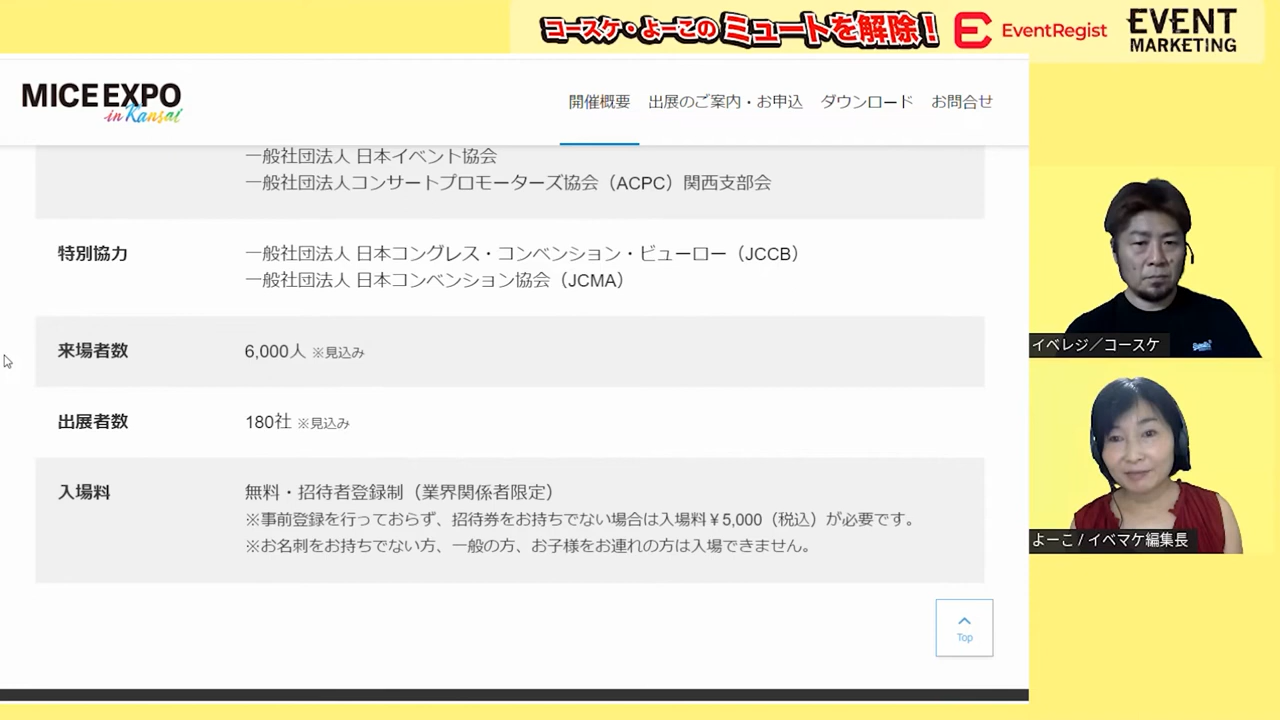 コースケ・よーこの ミュートを解除!
EventRegist
EVENT
MARKETING
MICE EXPO
in Kansai
開催概要
出展のご案内・お申込
ダウンロード
お問合せ
一般社団法人 日本イベント協会
一般社団法人コンサートプロモーターズ協会（ACPC）関西支部会
特別協力
一般社団法人 日本コングレス・コンベンション・ビューロー（JCCB）
一般社団法人 日本コンベンション協会（JCMA）
来場者数
6,000人 ※見込み
出展者数
180社 ※見込み
入場料
無料・招待者登録制（業界関係者限定）
※事前登録を行っておらず、招待券をお持ちでない場合は入場料￥5,000（税込）が必要です。
※お名刺をお持ちでない方、一般の方、お子様をお連れの方は入場できません。
Top
イベレジ／コースケ
よーこ / イベマケ編集長